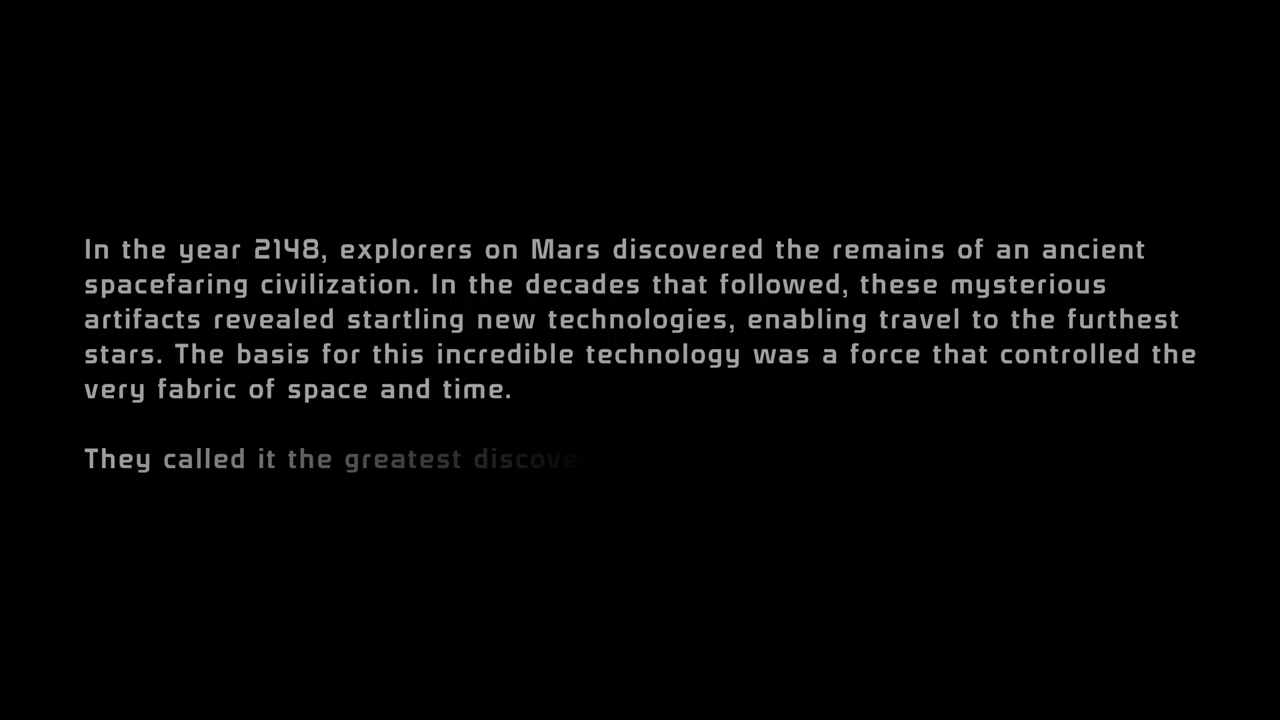 In the year 2148, explorers on Mars discovered the remains of an ancient
spacefaring civilization. In the decades that followed, these mysterious
artifacts revealed startling new technologies, enabling travel to the furthest
stars. The basis for this incredible technology was a force that controlled the
very fabric of space and time.
They called it the greatest discove